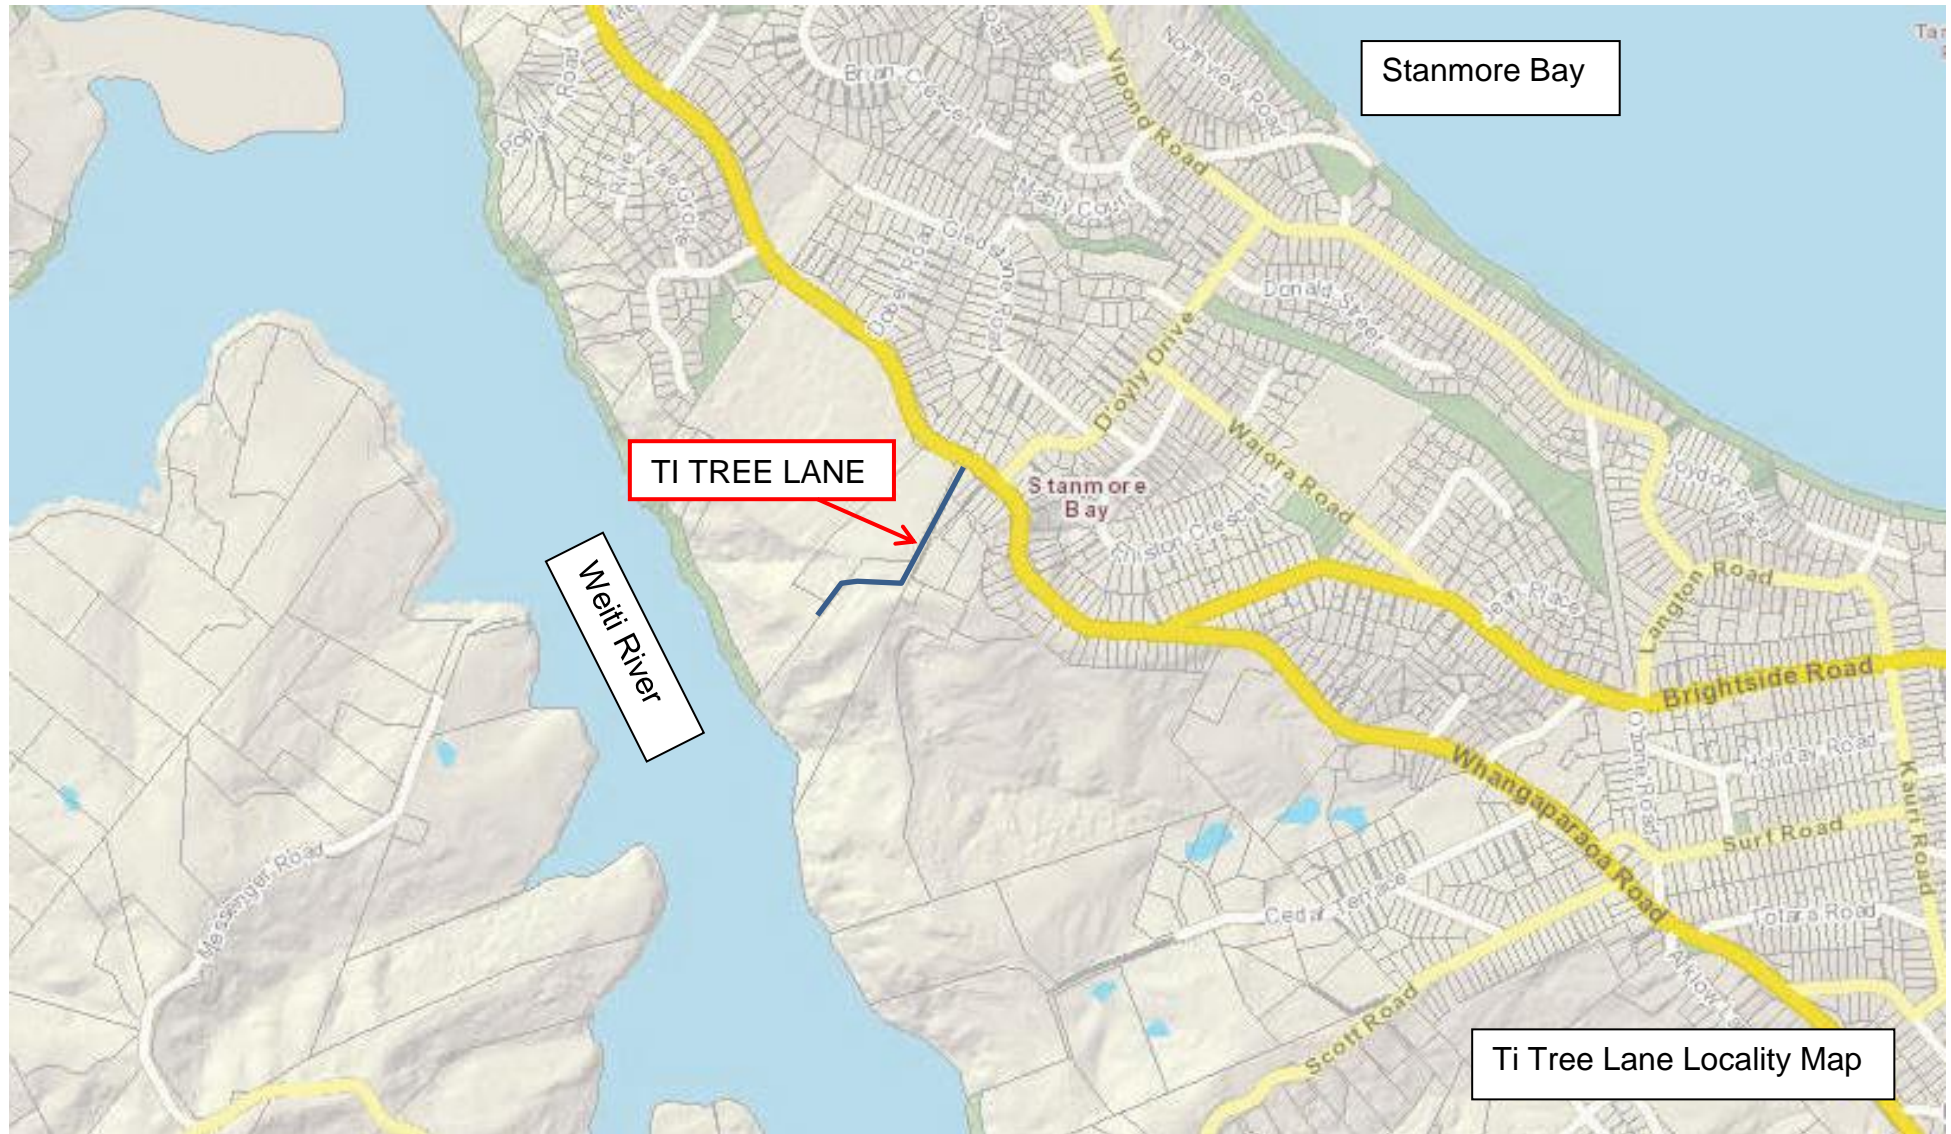 Stanmore Bay
Vipond Road
Northview Road
Brian Crescent
Donald Street
D'oyly Drive
Waiora Road
TI TREE LANE
Stanmore
Bay
Weiti River
Langton Road
Brightside Road
Holiday Road
Kauri Road
Whangaparaoa Road
Surf Road
Messenger Road
Cedar Terrace
Totara Road
Scott Road
Ti Tree Lane Locality Map